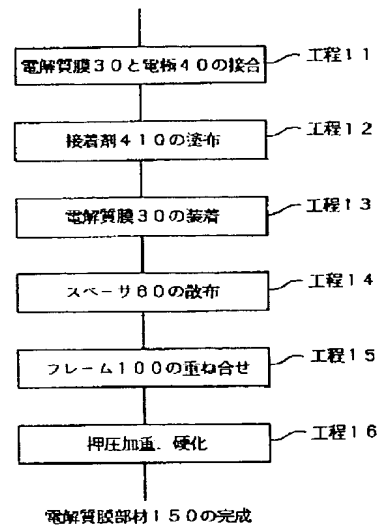 電解質膜30と電極40の接合
工程11
接着剤410の塗布
工程12
電解質膜30の装着
工程13
スペーサ60の散布
工程14
フレーム100の重ね合せ
工程15
押圧加重、硬化
工程16
電解質膜部材150の完成